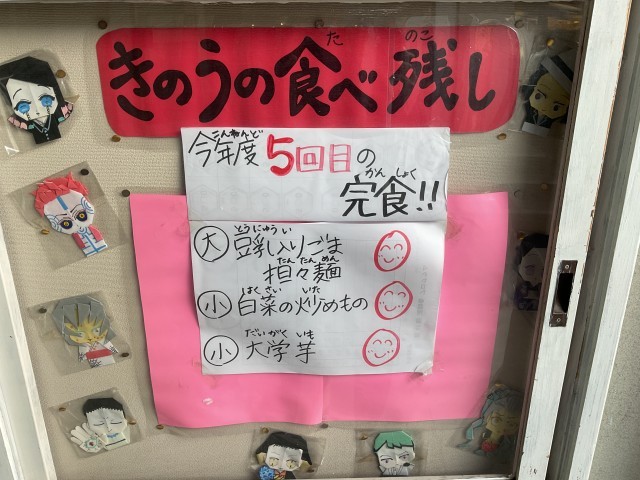 きのうの食べ残し
今年度 5回目の
完食!!
大 豆乳入りごま
担々麺
小 白菜の炒めもの
小 大学芋